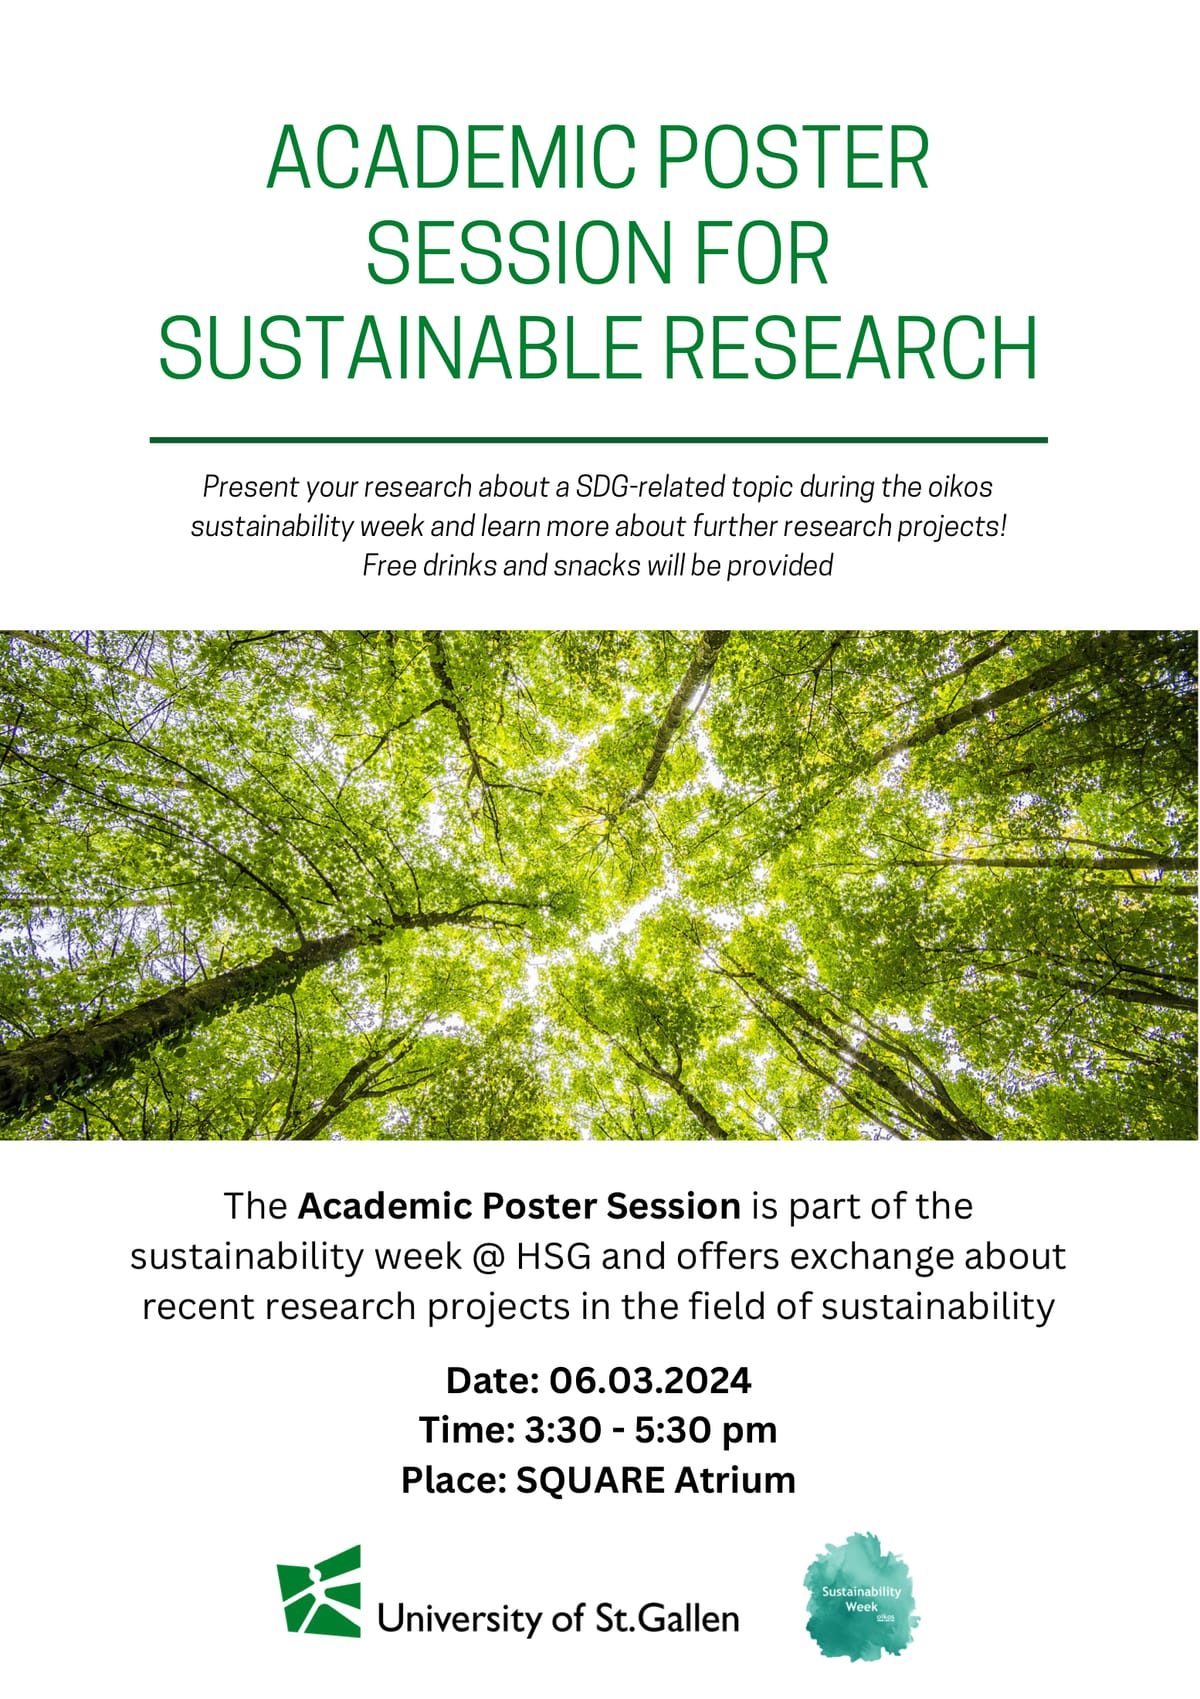 ACADEMIC POSTER
SESSION FOR
SUSTAINABLE RESEARCH
Present your research about a SDG-related topic during the oikos
sustainability week and learn more about further research projects!
Free drinks and snacks will be provided
The Academic Poster Session is part of the
sustainability week @ HSG and offers exchange about
recent research projects in the field of sustainability
Date: 06.03.2024
Time: 3:30 - 5:30 pm
Place: SQUARE Atrium
University of St.Gallen
Sustainability
Week
oikos